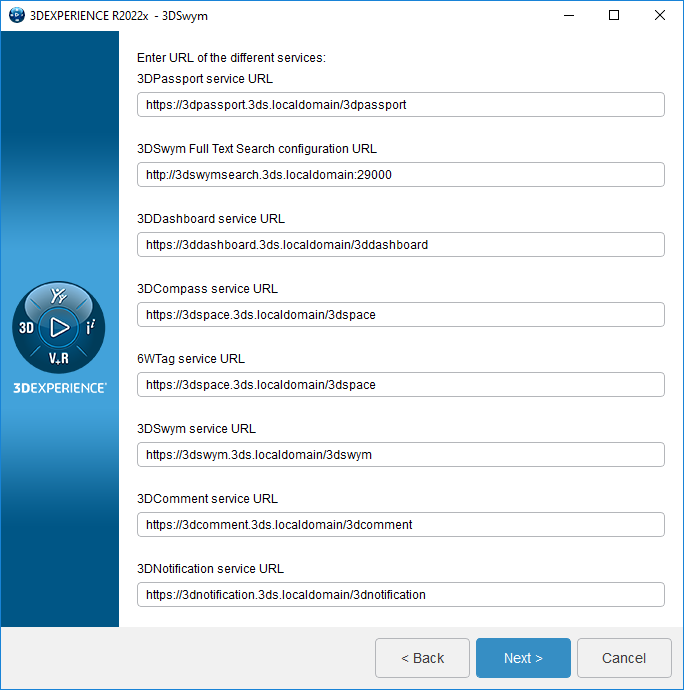 3DEXPERIENCE R2022x - 3DSwym
Enter URL of the different services:
3DPassport service URL
https://3dpassport.3ds.localdomain/3dpassport
3DSwym Full Text Search configuration URL
http://3dswymsearch.3ds.localdomain:29000
3DDashboard service URL
https://3ddashboard.3ds.localdomain/3ddashboard
3DCompass service URL
https://3dspace.3ds.localdomain/3dspace
6WTag service URL
https://3dspace.3ds.localdomain/3dspace
3DSwym service URL
https://3dswym.3ds.localdomain/3dswym
3DComment service URL
https://3dcomment.3ds.localdomain/3dcomment
3DNotification service URL
https://3dnotification.3ds.localdomain/3dnotification
3D
i²
V+R
3DEXPERIENCE
< Back
Next >
Cancel